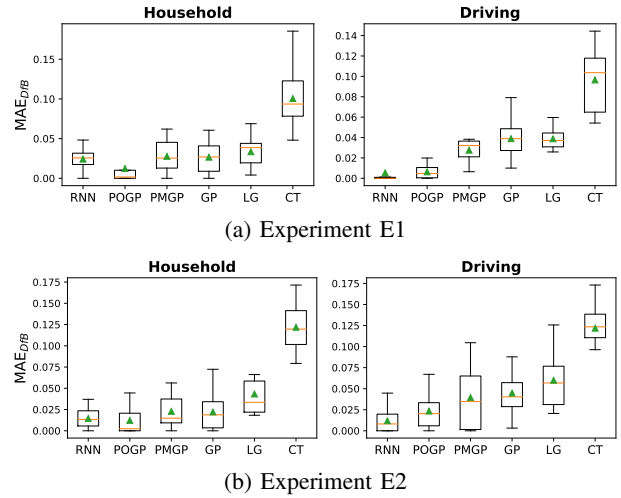 Household
Driving
MAE_DfB
0.15
0.10
0.05
0.00
0.14
0.12
0.10
0.08
0.06
0.04
0.02
0.00
RNN POGP PMGP GP LG CT
RNN POGP PMGP GP LG CT
(a) Experiment E1
Household
Driving
MAE_DfB
0.175
0.150
0.125
0.100
0.075
0.050
0.025
0.000
0.175
0.150
0.125
0.100
0.075
0.050
0.025
0.000
RNN POGP PMGP GP LG CT
RNN POGP PMGP GP LG CT
(b) Experiment E2